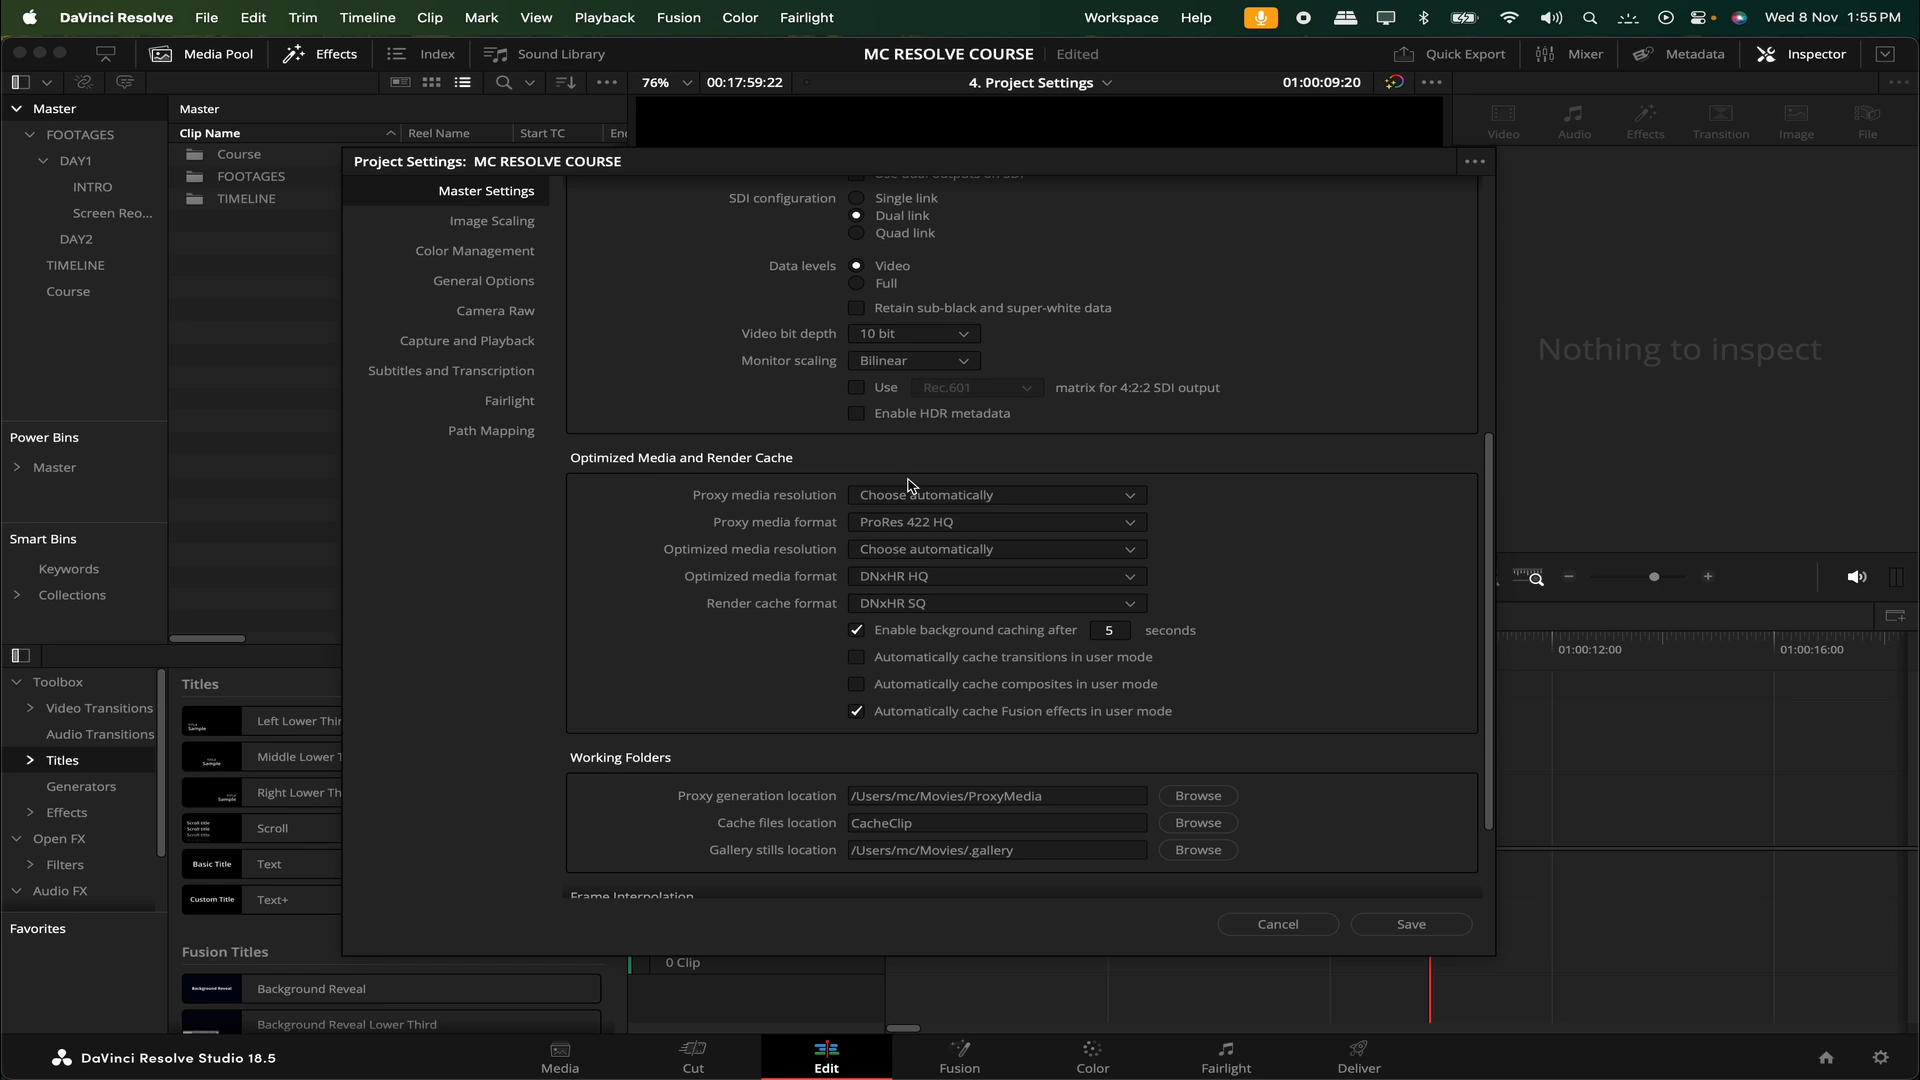 DaVinci Resolve File Edit Trim Timeline Clip Mark View Playback Fusion Color Fairlight Workspace Help Wed 8 Nov 1:55 PM
Media Pool Effects Index Sound Library MC RESOLVE COURSE Edited Quick Export Mixer Metadata Inspector
76% 00:17:59:22 4. Project Settings 01:00:09:20
Master
FOOTAGES
DAY1
INTRO
Screen Reo...
DAY2
TIMELINE
Course
Power Bins
Master
Smart Bins
Keywords
Collections
Master
Clip Name Reel Name Start TC
Course
FOOTAGES
TIMELINE
Video Audio Effects Transition Image File
Nothing to inspect
Project Settings: MC RESOLVE COURSE
Master Settings
Image Scaling
Color Management
General Options
Camera Raw
Capture and Playback
Subtitles and Transcription
Fairlight
Path Mapping
SDI configuration Single link
Dual link
Quad link
Data levels Video
Full
Retain sub-black and super-white data
Video bit depth 10 bit
Monitor scaling Bilinear
Use Rec.601 matrix for 4:2:2 SDI output
Enable HDR metadata
Optimized Media and Render Cache
Proxy media resolution Choose automatically
Proxy media format ProRes 422 HQ
Optimized media resolution Choose automatically
Optimized media format DNxHR HQ
Render cache format DNxHR SQ
Enable background caching after 5 seconds
Automatically cache transitions in user mode
Automatically cache composites in user mode
Automatically cache Fusion effects in user mode
Working Folders
Proxy generation location /Users/mc/Movies/ProxyMedia Browse
Cache files location CacheClip Browse
Gallery stills location /Users/mc/Movies/.gallery Browse
Frame Interpolation
Cancel Save
01:00:12:00 01:00:16:00
Toolbox
Video Transitions
Audio Transitions
Titles
Generators
Effects
Open FX
Filters
Audio FX
Favorites
Titles
Left Lower Thir
Middle Lower T
Right Lower Th
Scroll
Basic Title Text
Custom Title Text+
Fusion Titles
Background Reveal Background Reveal
Background Reveal Lower Third
0 Clip
DaVinci Resolve Studio 18.5
Media Cut Edit Fusion Color Fairlight Deliver